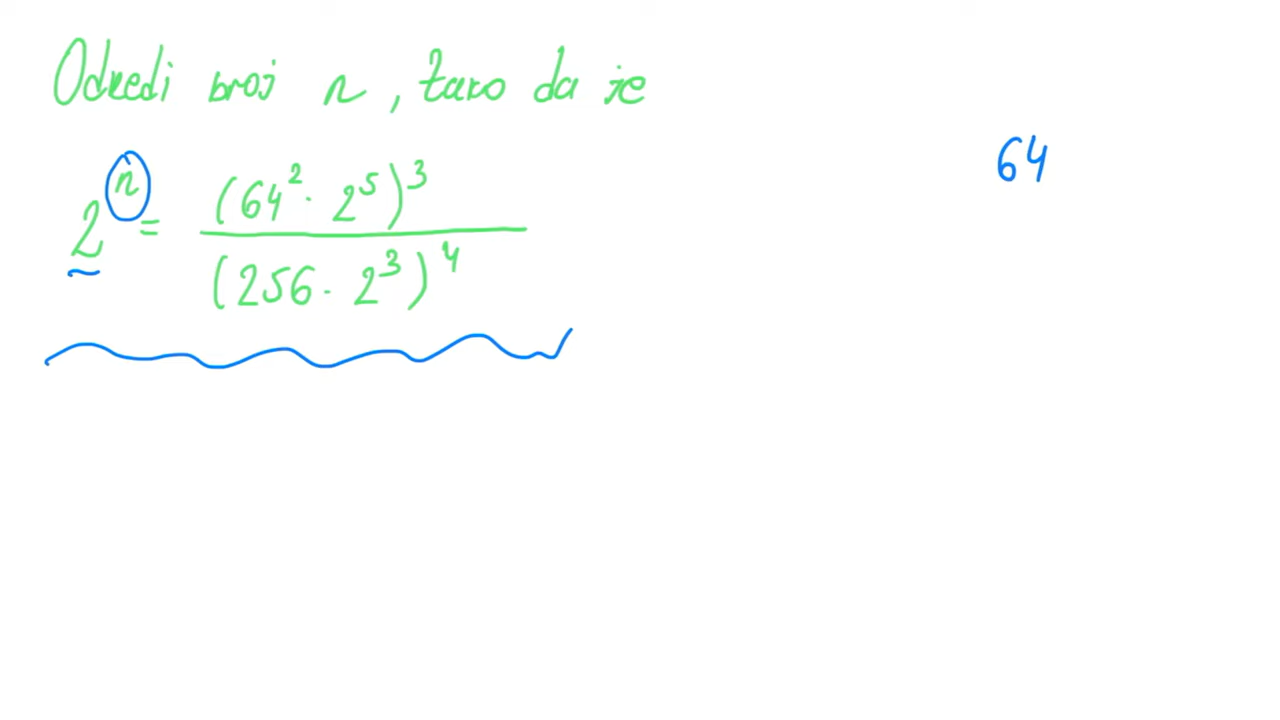 Odredi broj n, tako da je
64
2^n = (64^2 · 2^5)^3 / (256 · 2^3)^4